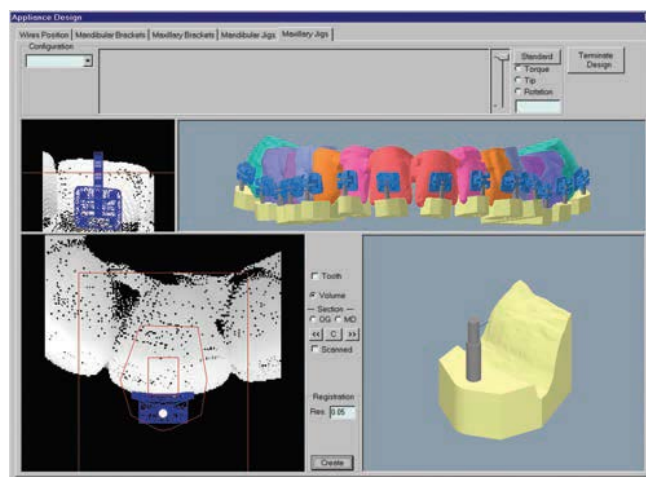 Appliance Design
Wires Position | Mandibular Brackets | Maxillary Brackets | Mandibular Jigs | Maxillary Jigs
Configuration
Standard
Torque
Tip
Rotation
Terminate
Design
Tooth
Volume
Section
OG MD
<< C >>
Scanned
Registration
Res. 0.05
Create